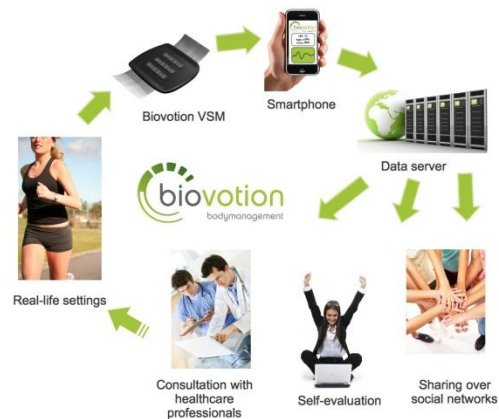 Biovotion VSM
Smartphone
Data server
biovotion
bodymanagement
Real-life settings
Consultation with
healthcare
professionals
Self-evaluation
Sharing over
social networks
biovotion